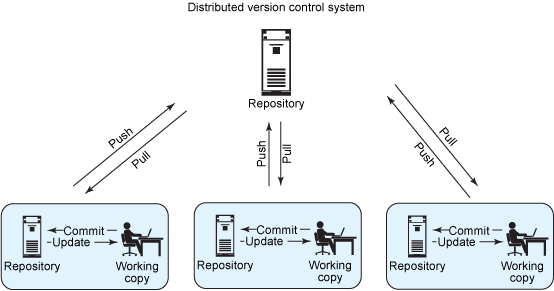 Distributed version control system
Repository
Push
Pull
Push
Pull
Pull
Push
Commit
Update
Repository
Working
copy
Commit
Update
Repository
Working
copy
Commit
Update
Repository
Working
copy